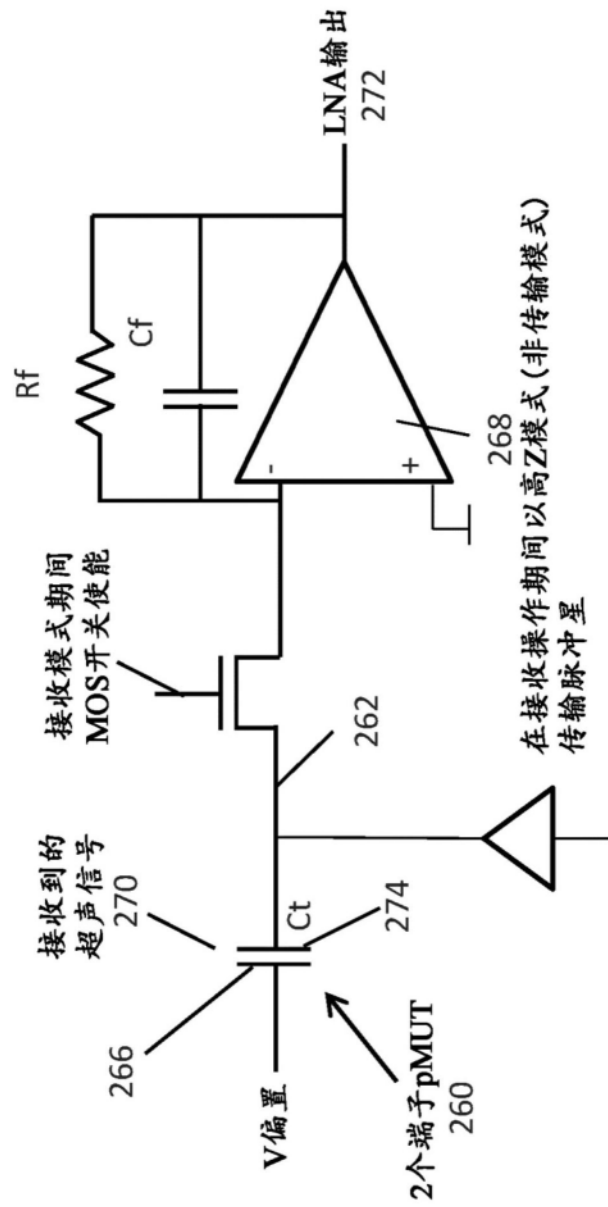 Rf
Cf
接收模式期间
MOS开关使能
接收到的
超声信号
270
266
V偏置
Ct
274
262
-
+
268
LNA输出
272
2个端子pMUT
260
在接收操作期间以高Z模式(非传输模式)
传输脉冲星